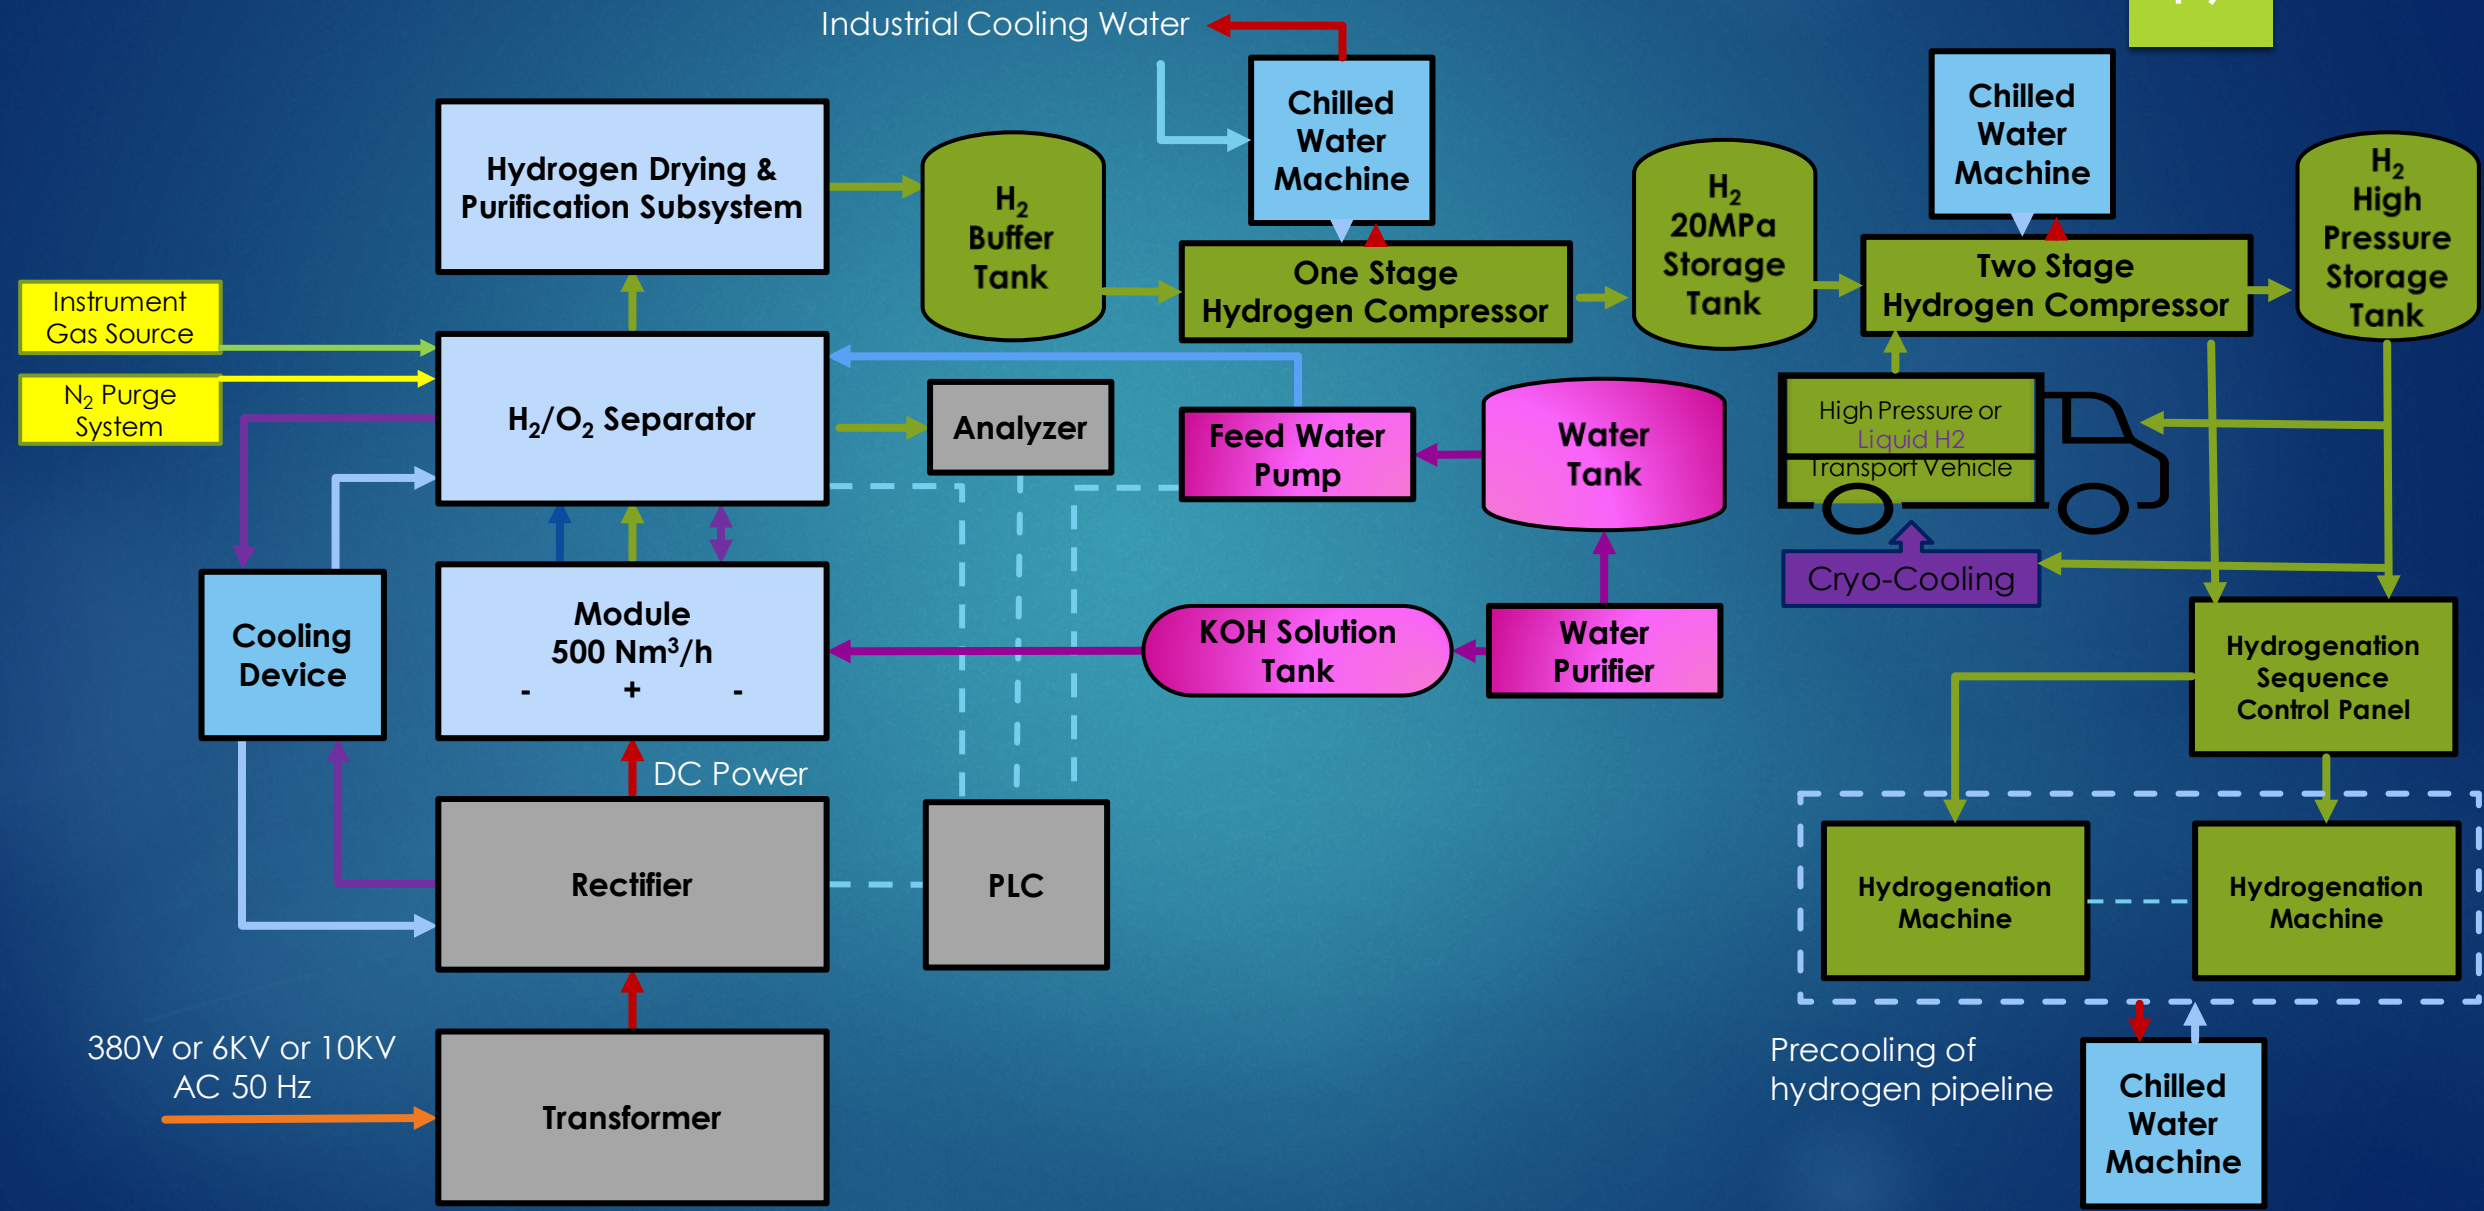 Industrial Cooling Water
Chilled
Water
Machine
Chilled
Water
Machine
Hydrogen Drying &
Purification Subsystem
H₂
Buffer
Tank
H₂
20MPa
Storage
Tank
H₂
High
Pressure
Storage
Tank
One Stage
Hydrogen Compressor
Two Stage
Hydrogen Compressor
Instrument
Gas Source
N₂ Purge
System
H₂/O₂ Separator
Analyzer
Feed Water
Pump
Water
Tank
High Pressure or
Liquid H2
Transport Vehicle
Cryo-Cooling
Cooling
Device
Module
500 Nm³/h
- + -
KOH Solution
Tank
Water
Purifier
Hydrogenation
Sequence
Control Panel
DC Power
Rectifier
PLC
Hydrogenation
Machine
Hydrogenation
Machine
380V or 6KV or 10KV
AC 50 Hz
Transformer
Precooling of
hydrogen pipeline
Chilled
Water
Machine